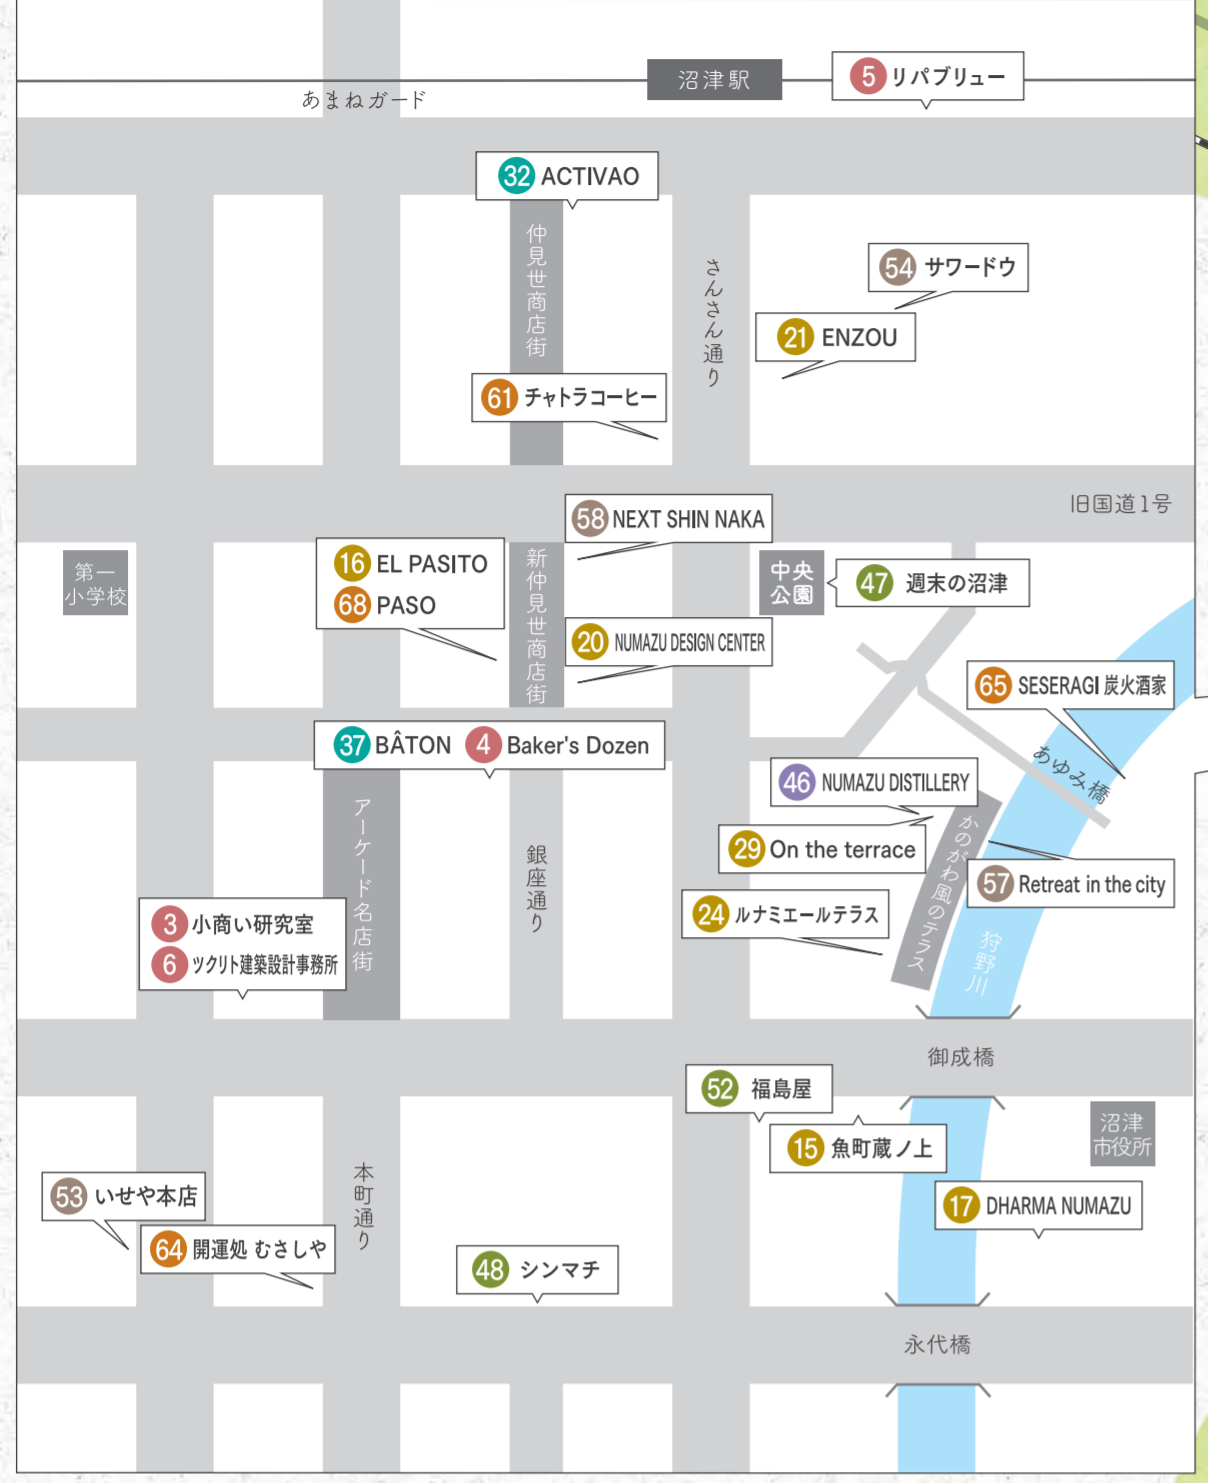 沼津駅
5 リパブリュー
あまねガード
32 ACTIVAO
仲見世商店街
さんさん通り
54 サワードウ
21 ENZOU
61 チャトラコーヒー
旧国道1号
58 NEXT SHIN NAKA
第一
小学校
16 EL PASITO
68 PASO
新仲見世商店街
中央
公園
47 週末の沼津
20 NUMAZU DESIGN CENTER
65 SESERAGI 炭火酒家
37 BÂTON 4 Baker's Dozen
あゆみ橋
46 NUMAZU DISTILLERY
アーケード名店街
銀座通り
29 On the terrace
かのがわ風のテラス
57 Retreat in the city
24 ルナミエールテラス
3 小商い研究室
6 ツクリト建築設計事務所
狩野川
御成橋
52 福島屋
15 魚町蔵ノ上
沼津
市役所
53 いせや本店
本町通り
17 DHARMA NUMAZU
64 開運処 むさしや
48 シンマチ
永代橋